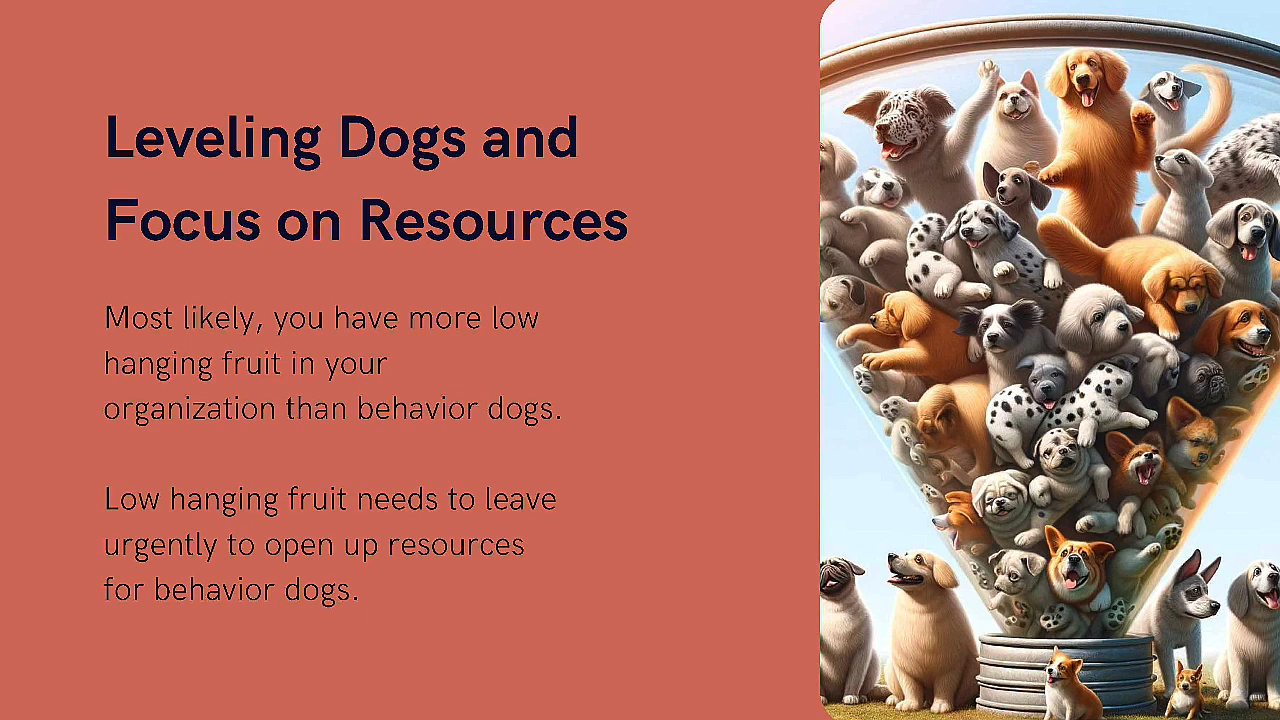 Leveling Dogs and
Focus on Resources
Most likely, you have more low
hanging fruit in your
organization than behavior dogs.
Low hanging fruit needs to leave
urgently to open up resources
for behavior dogs.